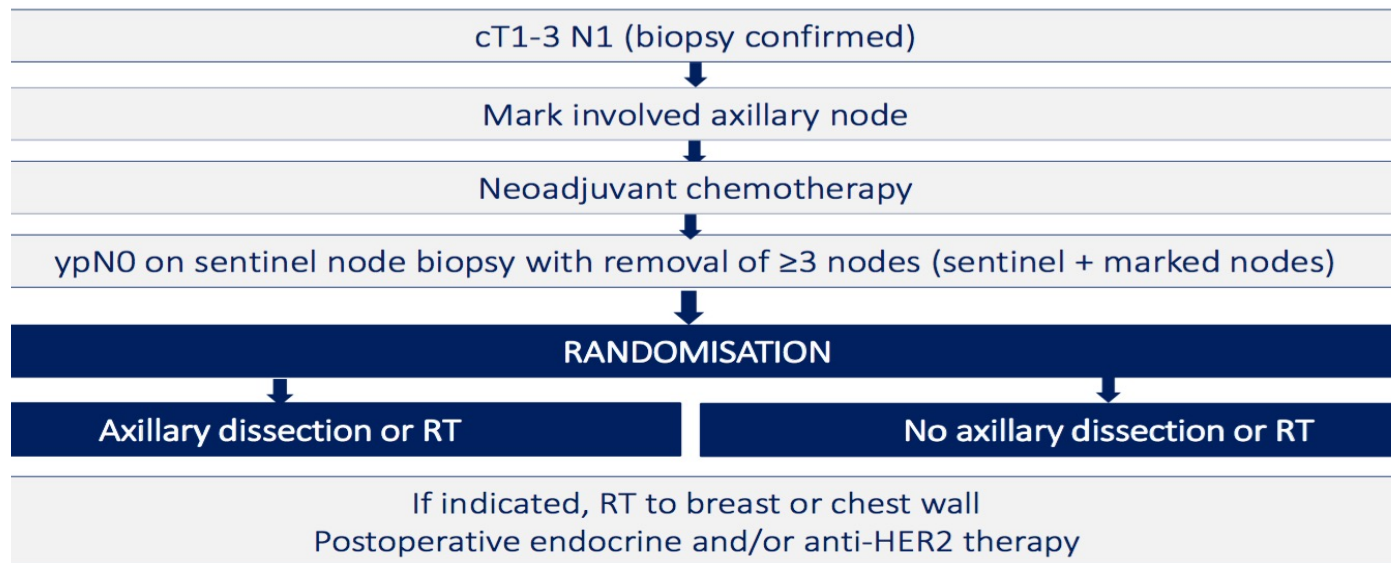 cT1-3 N1 (biopsy confirmed)
Mark involved axillary node
Neoadjuvant chemotherapy
ypN0 on sentinel node biopsy with removal of ≥3 nodes (sentinel + marked nodes)
RANDOMISATION
Axillary dissection or RT
No axillary dissection or RT
If indicated, RT to breast or chest wall
Postoperative endocrine and/or anti-HER2 therapy